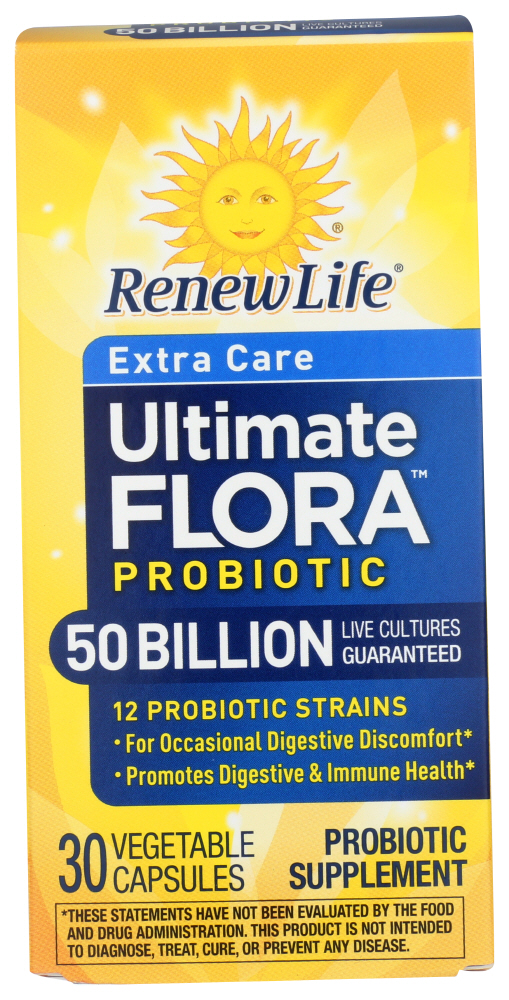 50 BILLION LIVE CULTURES GUARANTEED
®
Renew Life®
Extra Care
Ultimate
FLORA™
PROBIOTIC
50 BILLION LIVE CULTURES GUARANTEED
12 PROBIOTIC STRAINS
• For Occasional Digestive Discomfort*
• Promotes Digestive & Immune Health*
30 VEGETABLE CAPSULES
PROBIOTIC
SUPPLEMENT
*THESE STATEMENTS HAVE NOT BEEN EVALUATED BY THE FOOD
AND DRUG ADMINISTRATION. THIS PRODUCT IS NOT INTENDED
TO DIAGNOSE, TREAT, CURE, OR PREVENT ANY DISEASE.